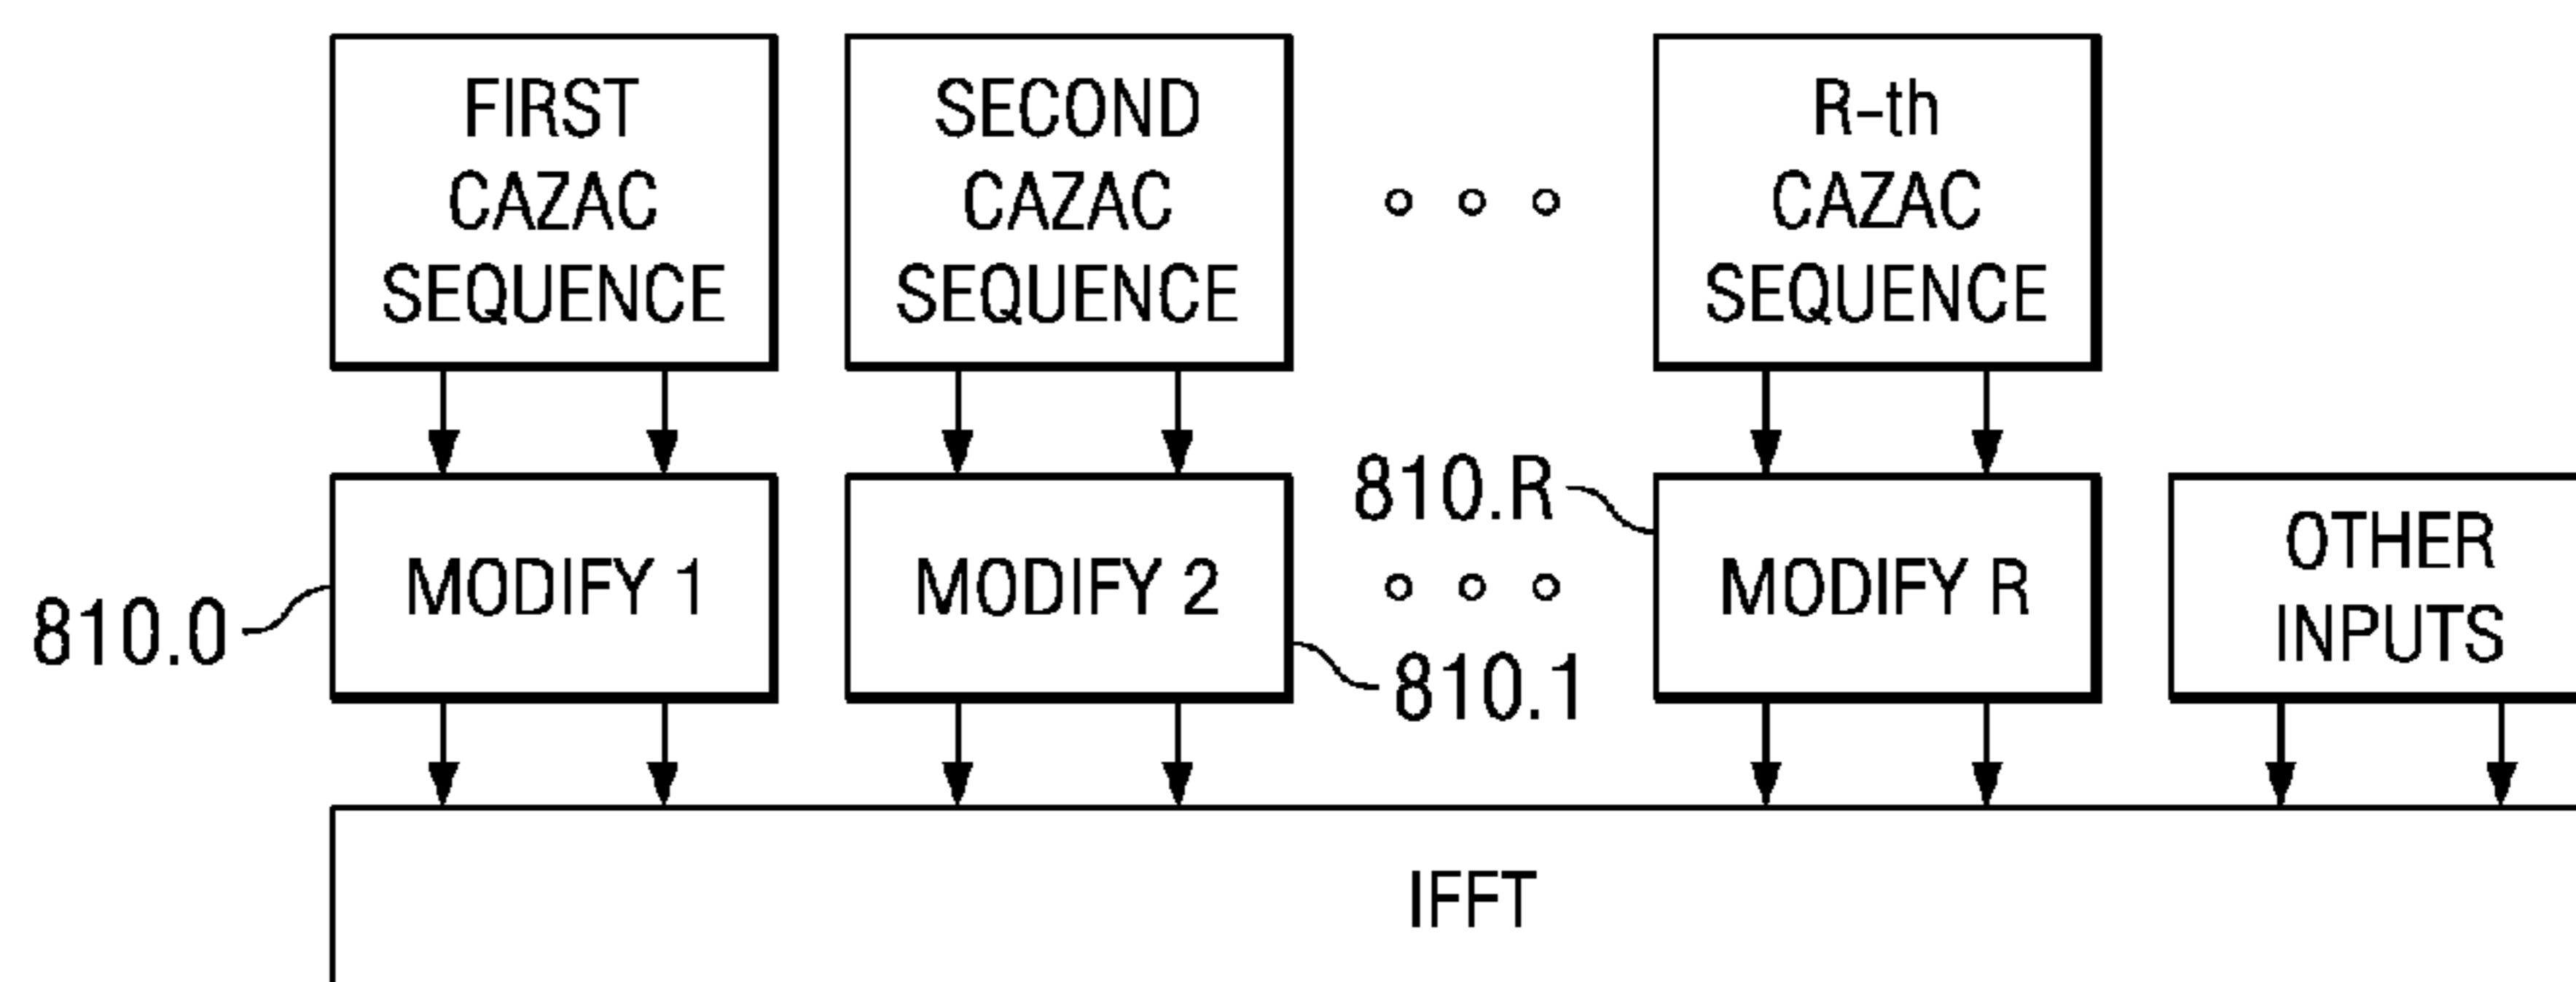 FIRST
CAZAC
SEQUENCE
SECOND
CAZAC
SEQUENCE
R-th
CAZAC
SEQUENCE
810.0
MODIFY 1
MODIFY 2
810.1
810.R
MODIFY R
OTHER
INPUTS
IFFT